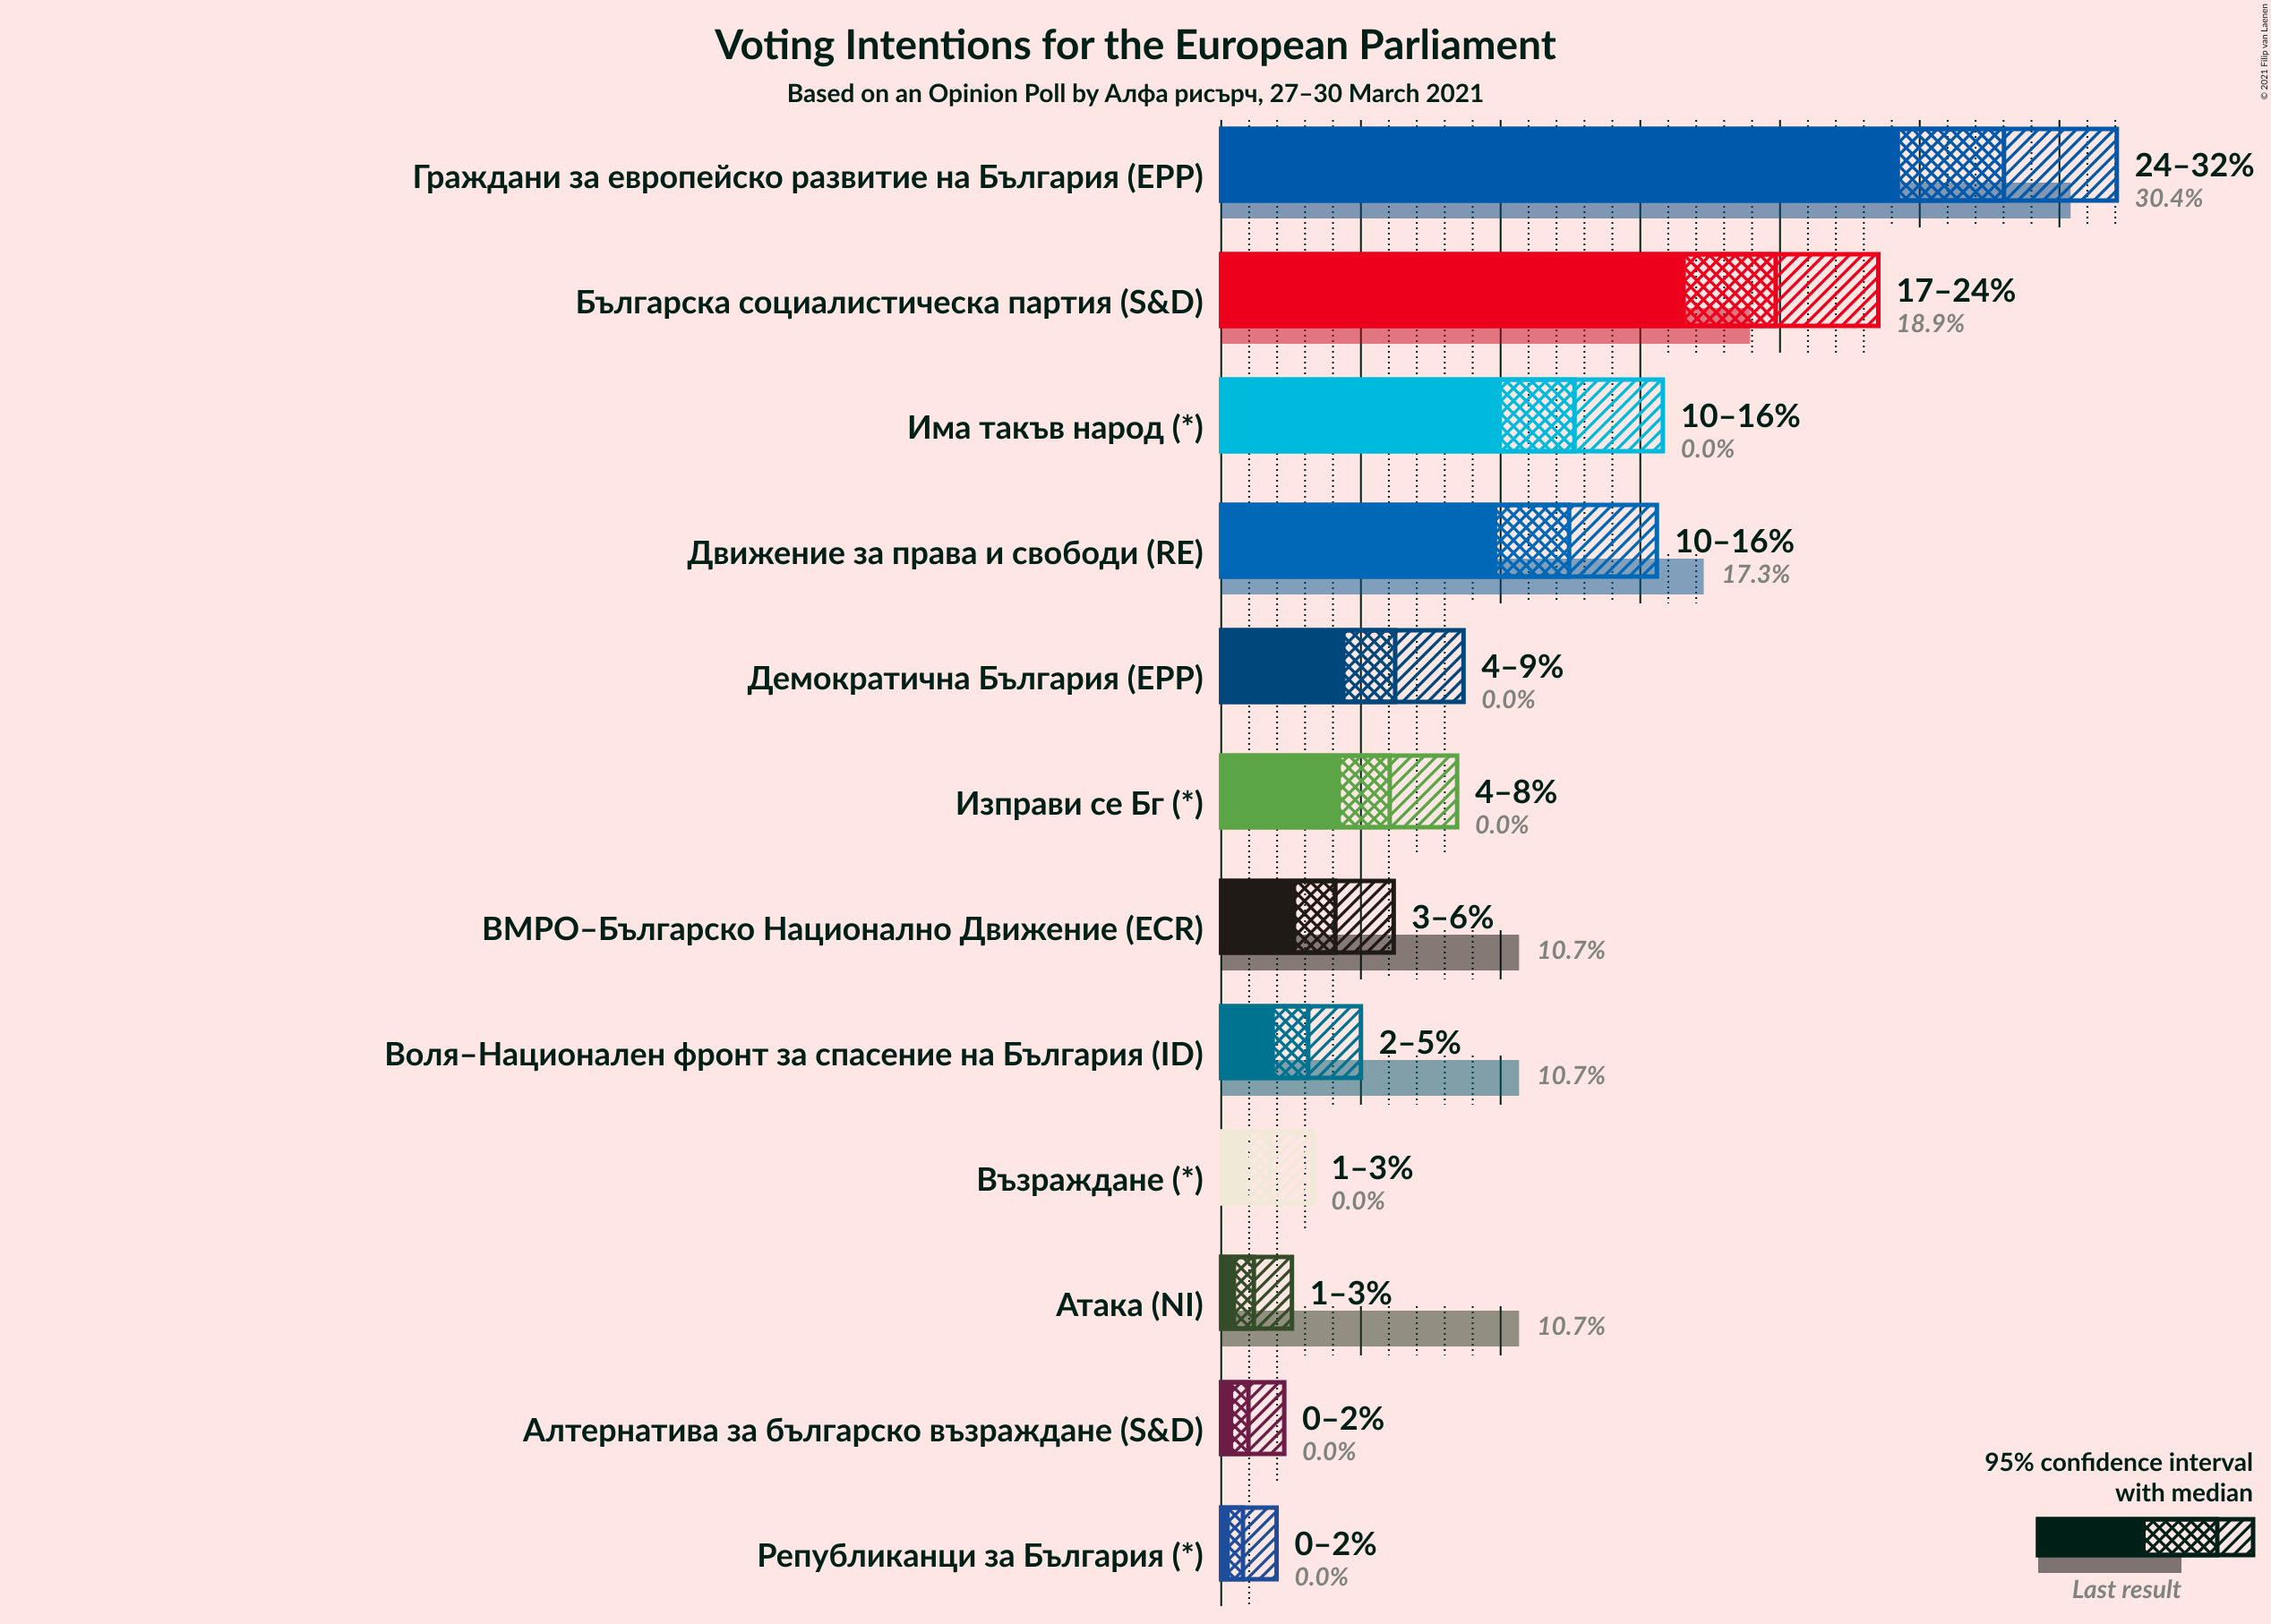 Voting Intentions for the European Parliament
Based on an Opinion Poll by Алфа рисърч, 27–30 March 2021
© 2021 Filip van Laenen
Граждани за европейско развитие на България (EPP)
24–32%
30.4%
Българска социалистическа партия (S&D)
17–24%
18.9%
Има такъв народ (*)
10–16%
0.0%
Движение за права и свободи (RE)
10–16%
17.3%
Демократична България (EPP)
4–9%
0.0%
Изправи се Бг (*)
4–8%
0.0%
ВМРО–Българско Национално Движение (ECR)
3–6%
10.7%
Воля–Национален фронт за спасение на България (ID)
2–5%
10.7%
Възраждане (*)
1–3%
0.0%
Атака (NI)
1–3%
10.7%
Алтернатива за българско възраждане (S&D)
0–2%
0.0%
Републиканци за България (*)
0–2%
0.0%
95% confidence interval
with median
Last result